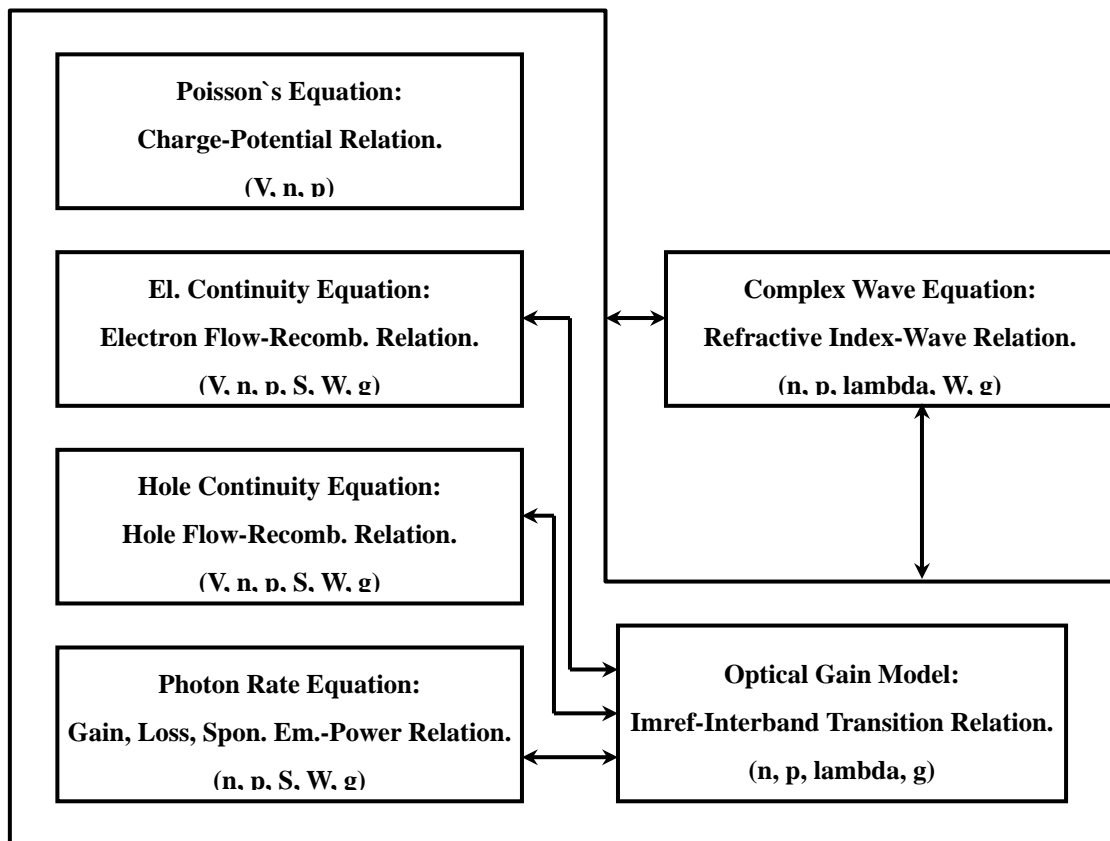 Poisson`s Equation:
Charge-Potential Relation.
(V, n, p)
El. Continuity Equation:
Electron Flow-Recomb. Relation.
(V, n, p, S, W, g)
Hole Continuity Equation:
Hole Flow-Recomb. Relation.
(V, n, p, S, W, g)
Photon Rate Equation:
Gain, Loss, Spon. Em.-Power Relation.
(n, p, S, W, g)
Complex Wave Equation:
Refractive Index-Wave Relation.
(n, p, lambda, W, g)
Optical Gain Model:
Imref-Interband Transition Relation.
(n, p, lambda, g)